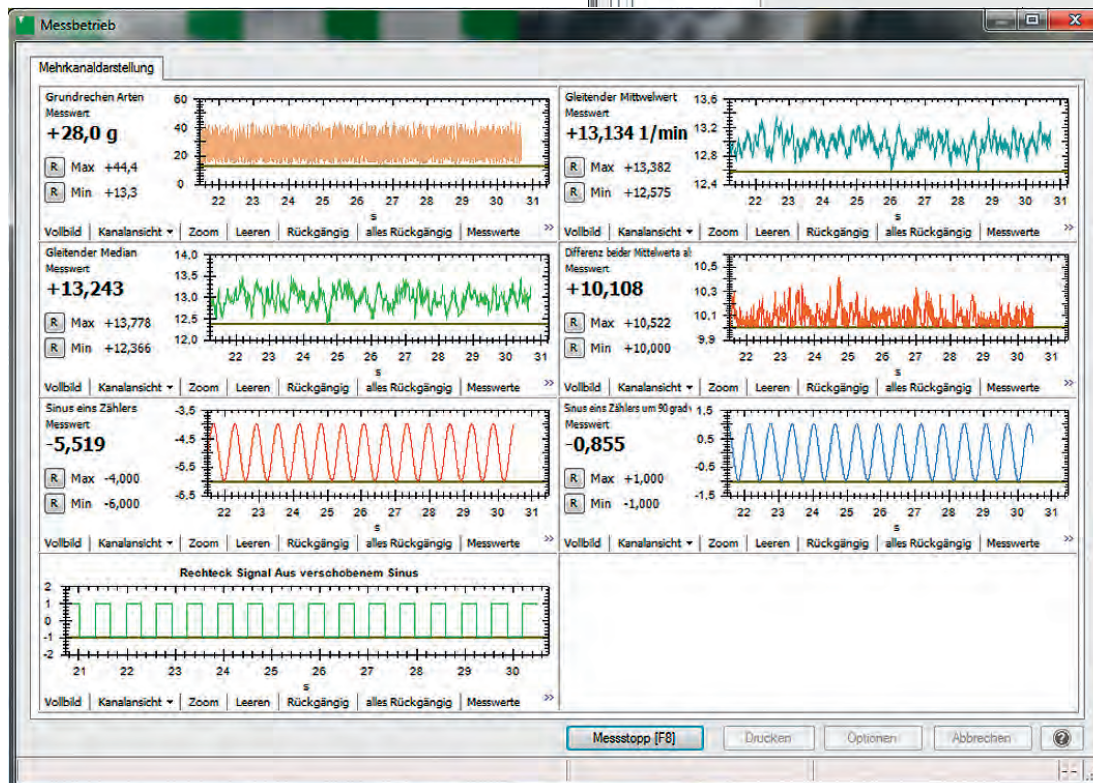 Messbetrieb
Mehrkanaldarstellung
Grundrechen Arten
Messwert
+28,0 g
R Max +44,4
R Min +13,3
60
40
20
0
22 23 24 25 26 27 28 29 30 31
s
Vollbild Kanalansicht Zoom Leeren Rückgängig alles Rückgängig Messwerte »
Gleitender Mittwelwert
Messwert
+13,134 1/min
R Max +13,382
R Min +12,575
13,6
13,2
12,8
12,4
22 23 24 25 26 27 28 29 30 31
s
Vollbild Kanalansicht Zoom Leeren Rückgängig alles Rückgängig Messwerte »
Gleitender Median
Messwert
+13,243
R Max +13,778
R Min +12,366
14,0
13,5
13,0
12,5
12,0
22 23 24 25 26 27 28 29 30 31
s
Vollbild Kanalansicht Zoom Leeren Rückgängig alles Rückgängig Messwerte »
Differenz beider Mittelwerta als
Messwert
+10,108
R Max +10,522
R Min +10,000
10,5
10,3
10,1
9,9
22 23 24 25 26 27 28 29 30 31
s
Vollbild Kanalansicht Zoom Leeren Rückgängig alles Rückgängig Messwerte »
Sinus eins Zählers
Messwert
-5,519
R Max -4,000
R Min -6,000
-3,5
-4,5
-5,5
-6,5
22 23 24 25 26 27 28 29 30 31
s
Vollbild Kanalansicht Zoom Leeren Rückgängig alles Rückgängig Messwerte »
Sinus eins Zählers um 90 grad v
Messwert
-0,855
R Max +1,000
R Min -1,000
1,5
0,5
-0,5
-1,5
22 23 24 25 26 27 28 29 30 31
s
Vollbild Kanalansicht Zoom Leeren Rückgängig alles Rückgängig Messwerte »
Rechteck Signal Aus verschobenem Sinus
2
1
0
-1
-2
21 22 23 24 25 26 27 28 29 30
s
Vollbild Kanalansicht Zoom Leeren Rückgängig alles Rückgängig Messwerte »
Messstopp [F8] Drucken Optionen Abbrechen ?
--